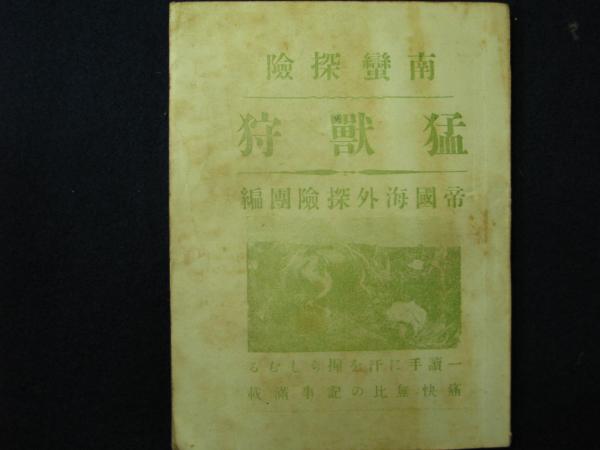 南蠻探險
猛獸狩
帝國海外探險團編
一讀手に汗を握らしむる
痛快無比の記事滿載